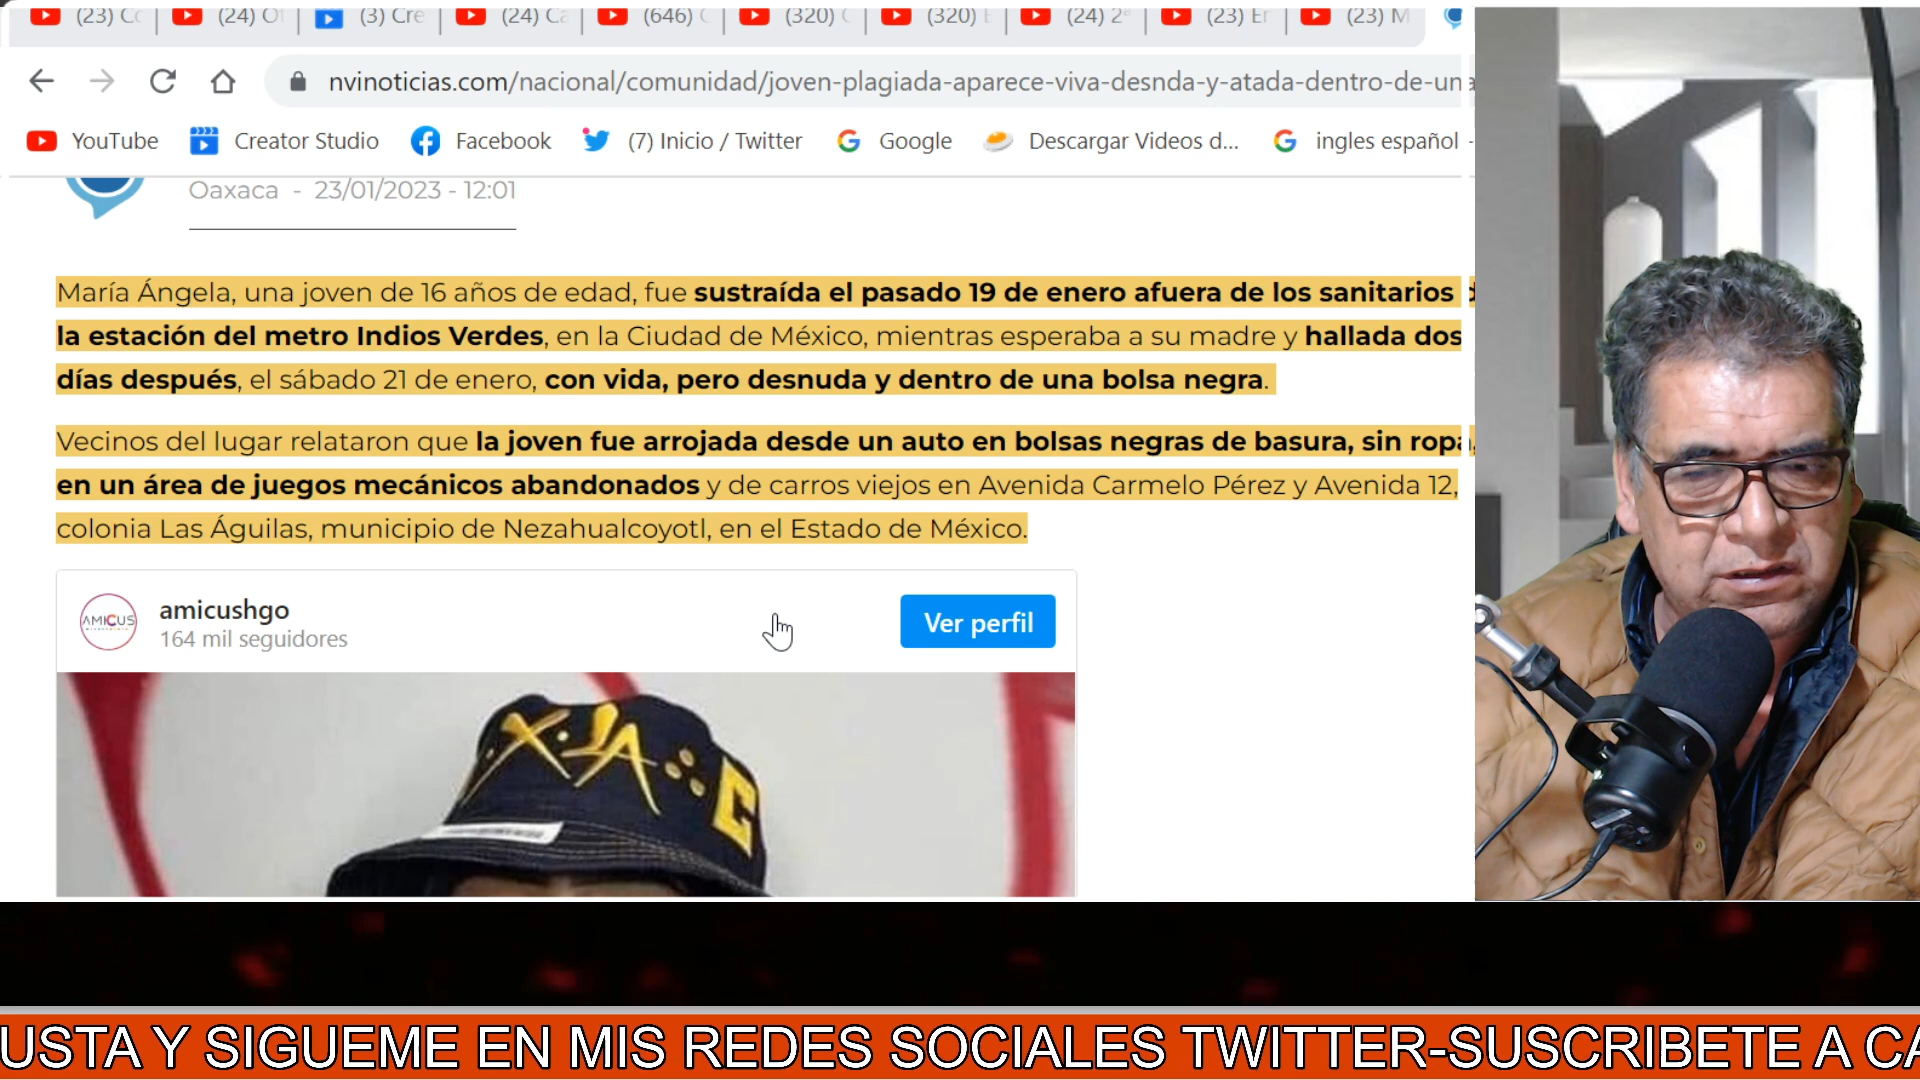 (23) Co
(24) Of
(3) Cre
(24) Ca
(646)
(320)
(320)
(24) 2ª
(23) Er
(23) M
nvinoticias.com/nacional/comunidad/joven-plagiada-aparece-viva-desnda-y-atada-dentro-de-una
YouTube
Creator Studio
Facebook
(7) Inicio / Twitter
Google
Descargar Videos d...
ingles español -
Oaxaca - 23/01/2023 - 12:01
María Ángela, una joven de 16 años de edad, fue sustraída el pasado 19 de enero afuera de los sanitarios
la estación del metro Indios Verdes, en la Ciudad de México, mientras esperaba a su madre y hallada dos
días después, el sábado 21 de enero, con vida, pero desnuda y dentro de una bolsa negra.
Vecinos del lugar relataron que la joven fue arrojada desde un auto en bolsas negras de basura, sin ropa,
en un área de juegos mecánicos abandonados y de carros viejos en Avenida Carmelo Pérez y Avenida 12,
colonia Las Águilas, municipio de Nezahualcoyotl, en el Estado de México.
AMICUS
amicushgo
164 mil seguidores
Ver perfil
USTA Y SIGUEME EN MIS REDES SOCIALES TWITTER-SUSCRIBETE A CA